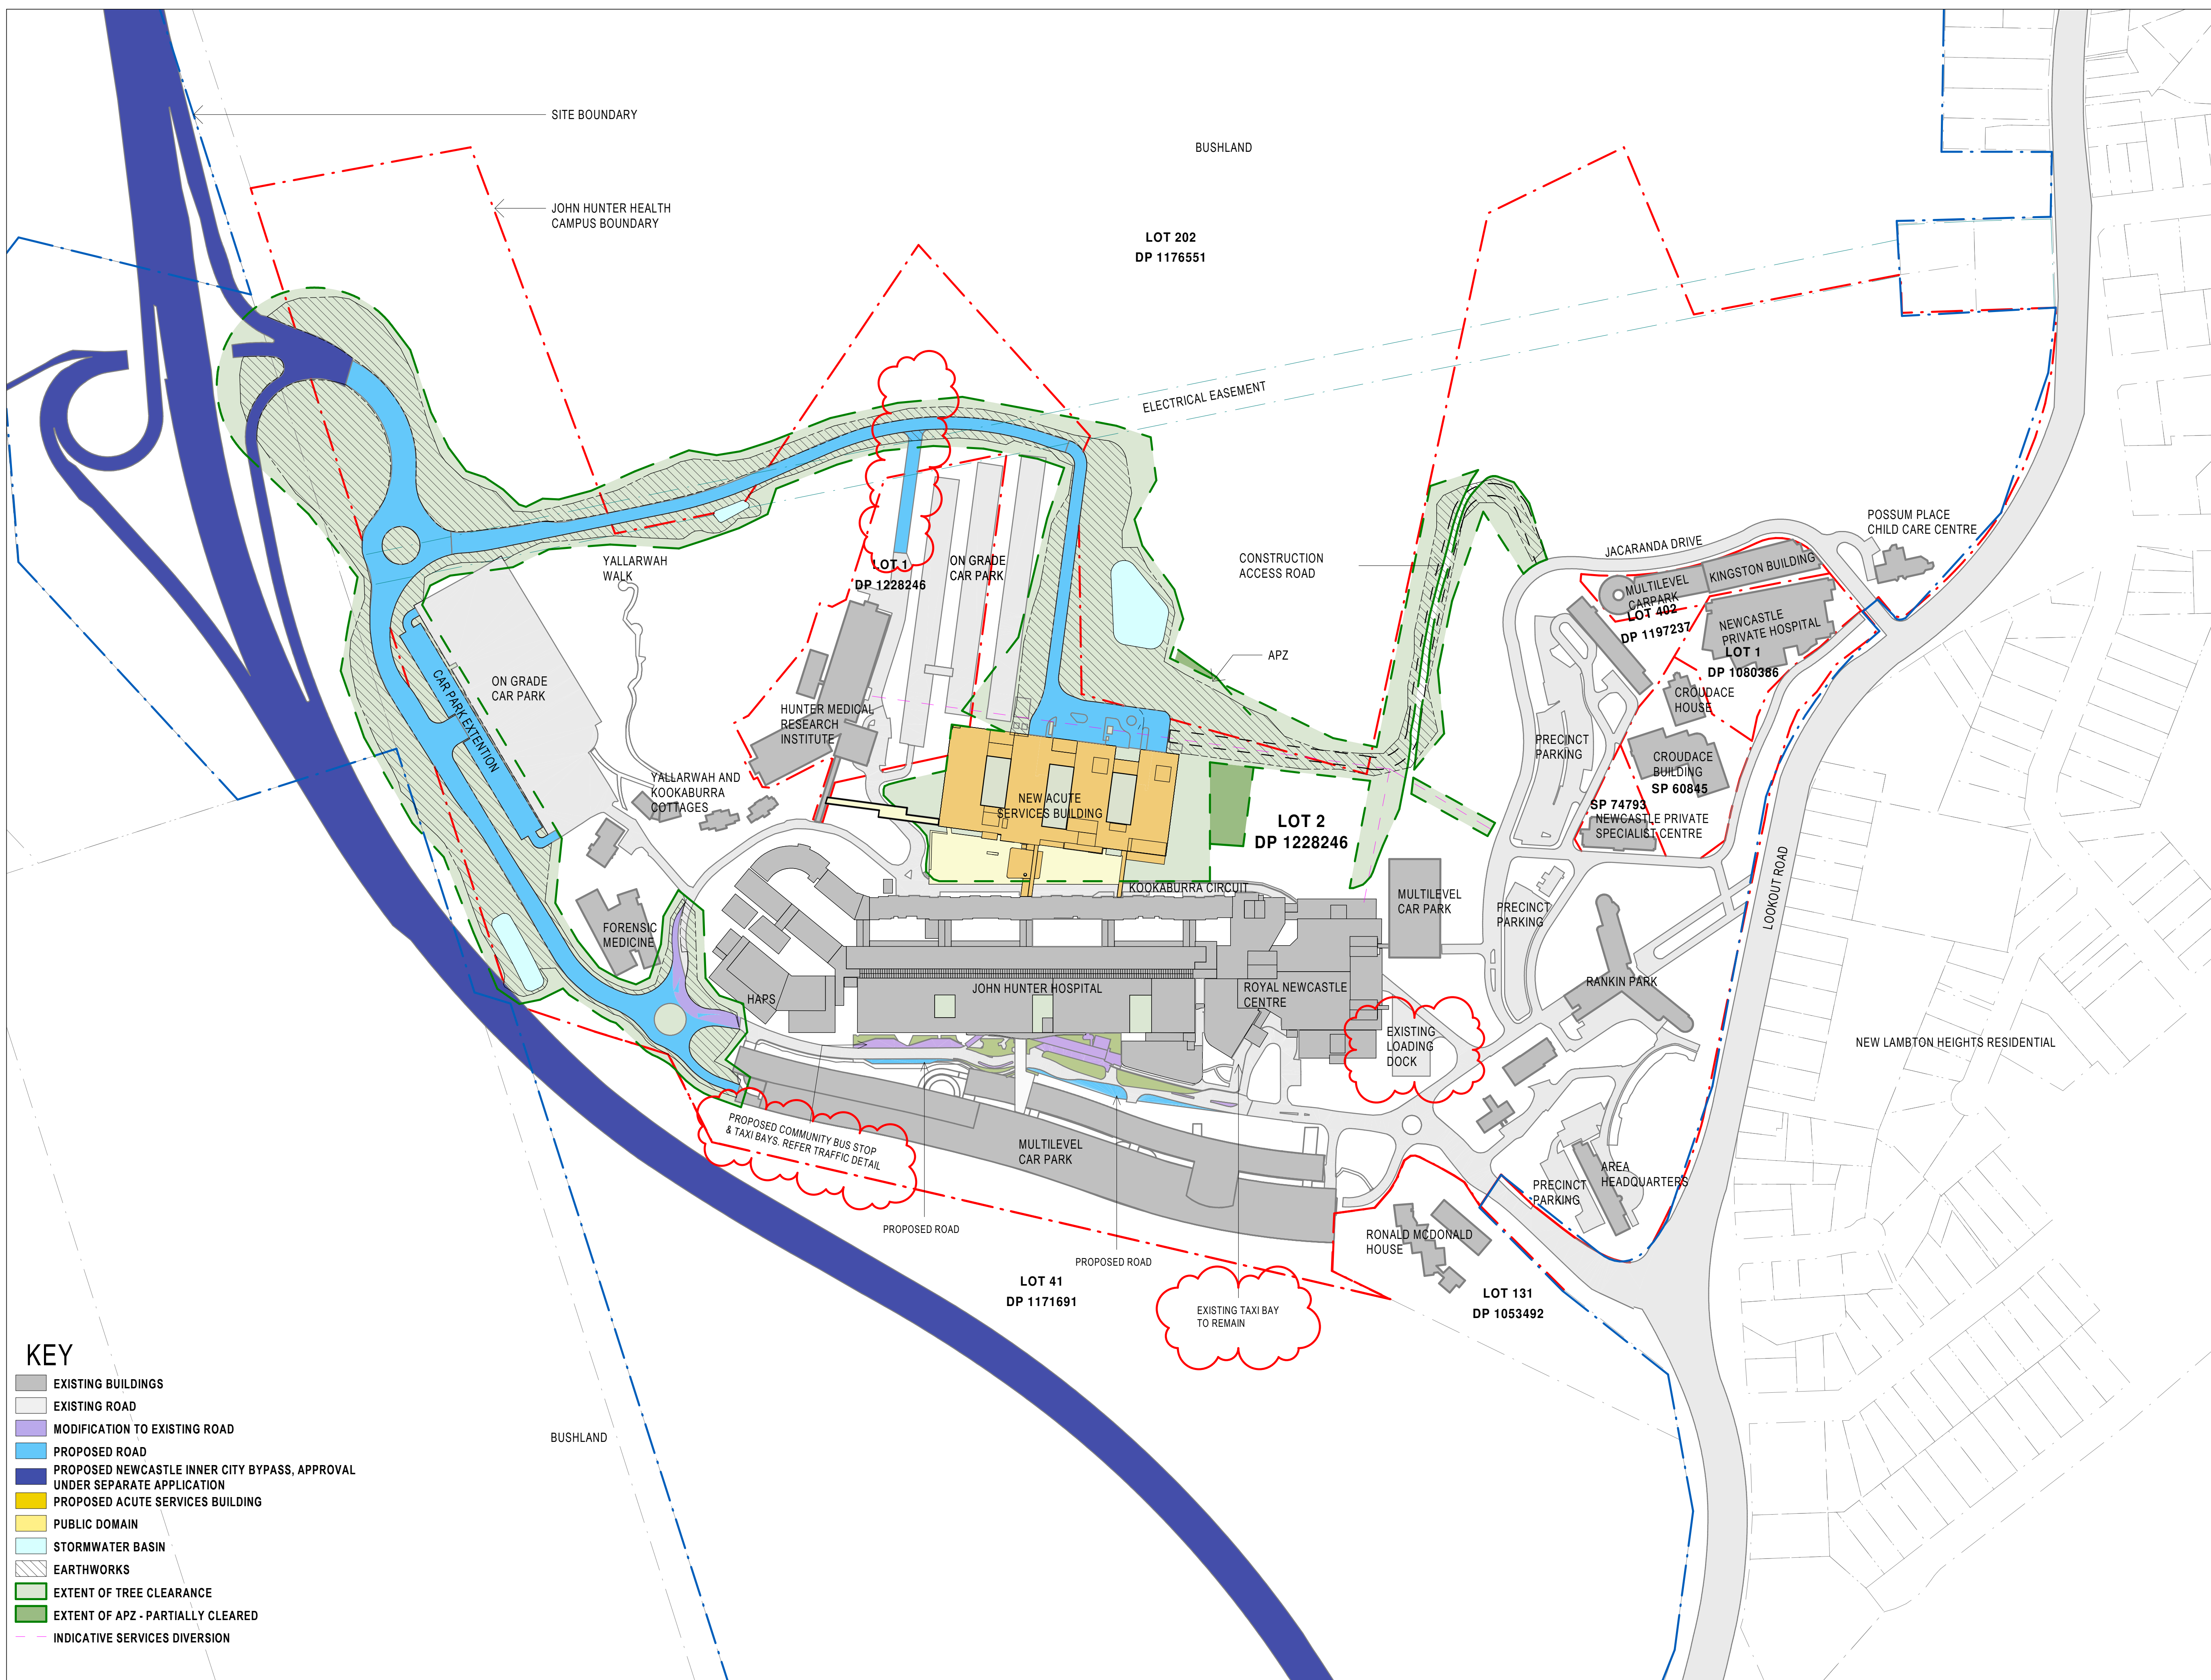 SITE BOUNDARY
BUSHLAND
JOHN HUNTER HEALTH
CAMPUS BOUNDARY
LOT 202
DP 1176551
ELECTRICAL EASEMENT
POSSUM PLACE
CHILD CARE CENTRE
JACARANDA DRIVE
CONSTRUCTION
ACCESS ROAD
YALLARWAH
WALK
LOT 1
DP 1228246
ON GRADE
CAR PARK
KINGSTON BUILDING
MULTILEVEL
CARPARK
LOT 402
DP 1197237
NEWCASTLE
PRIVATE HOSPITAL
LOT 1
DP 1080386
APZ
ON GRADE
CAR PARK
CAR PARK EXTENTION
CROUDACE
HOUSE
HUNTER MEDICAL
RESEARCH
INSTITUTE
PRECINCT
PARKING
CROUDACE
BUILDING
SP 60845
YALLARWAH AND
KOOKABURRA
COTTAGES
NEW ACUTE
SERVICES BUILDING
SP 74793
NEWCASTLE PRIVATE
SPECIALIST CENTRE
LOT 2
DP 1228246
KOOKABURRA CIRCUIT
MULTILEVEL
CAR PARK
PRECINCT
PARKING
LOOKOUT ROAD
FORENSIC
MEDICINE
HAPS
JOHN HUNTER HOSPITAL
ROYAL NEWCASTLE
CENTRE
RANKIN PARK
EXISTING
LOADING
DOCK
NEW LAMBTON HEIGHTS RESIDENTIAL
PROPOSED COMMUNITY BUS STOP
& TAXI BAYS. REFER TRAFFIC DETAIL
MULTILEVEL
CAR PARK
AREA
HEADQUARTERS
PRECINCT
PARKING
PROPOSED ROAD
RONALD MCDONALD
HOUSE
PROPOSED ROAD
LOT 41
DP 1171691
LOT 131
DP 1053492
EXISTING TAXI BAY
TO REMAIN
BUSHLAND
KEY
EXISTING BUILDINGS
EXISTING ROAD
MODIFICATION TO EXISTING ROAD
PROPOSED ROAD
PROPOSED NEWCASTLE INNER CITY BYPASS, APPROVAL
UNDER SEPARATE APPLICATION
PROPOSED ACUTE SERVICES BUILDING
PUBLIC DOMAIN
STORMWATER BASIN
EARTHWORKS
EXTENT OF TREE CLEARANCE
EXTENT OF APZ - PARTIALLY CLEARED
INDICATIVE SERVICES DIVERSION